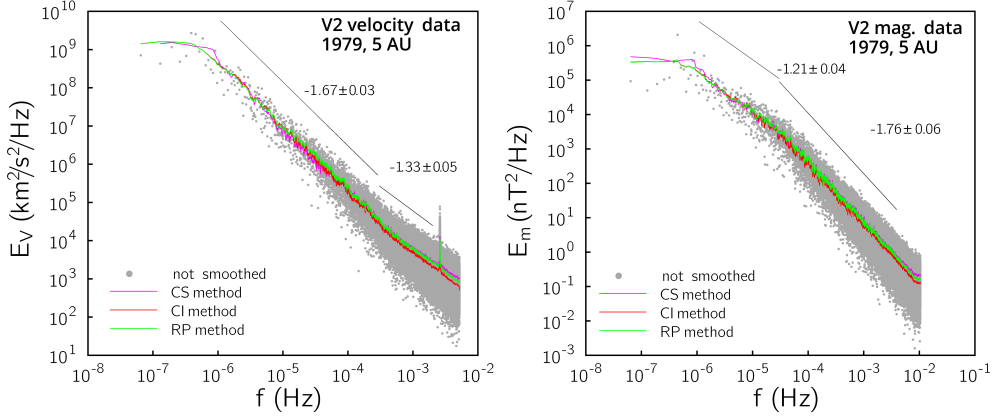 V2 velocity data
1979, 5 AU
10^10
10^9
10^8
10^7
10^6
10^5
10^4
10^3
10^2
10^1
E_V (km²/s²/Hz)
-1.67±0.03
-1.33±0.05
not smoothed
CS method
CI method
RP method
10^-8
10^-7
10^-6
10^-5
10^-4
10^-3
10^-2
f (Hz)
V2 mag. data
1979, 5 AU
10^7
10^6
10^5
10^4
10^3
10^2
10^1
10^0
10^-1
10^-2
10^-3
E_m (nT²/Hz)
-1.21±0.04
-1.76±0.06
not smoothed
CS method
CI method
RP method
10^-8
10^-7
10^-6
10^-5
10^-4
10^-3
10^-2
10^-1
f (Hz)